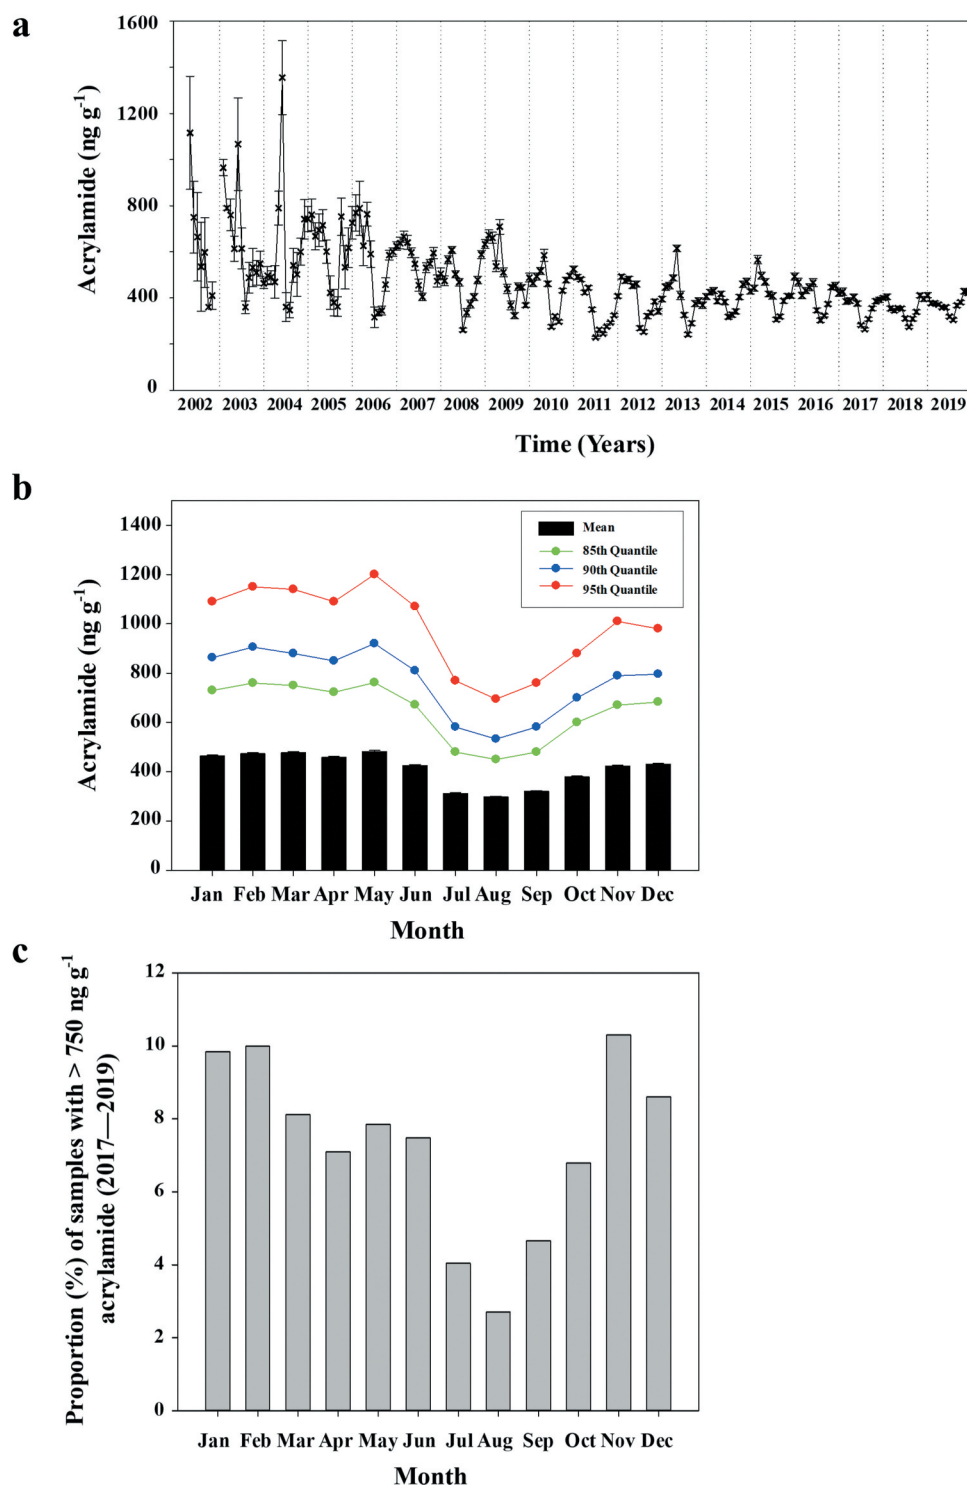 a
Acrylamide (ng g-1)
1600
1200
800
400
0
2002 2003 2004 2005 2006 2007 2008 2009 2010 2011 2012 2013 2014 2015 2016 2017 2018 2019
Time (Years)
b
Acrylamide (ng g-1)
1400
1200
1000
800
600
400
200
0
Mean
85th Quantile
90th Quantile
95th Quantile
Jan Feb Mar Apr May Jun Jul Aug Sep Oct Nov Dec
Month
c
Proportion (%) of samples with > 750 ng g-1
acrylamide (2017—2019)
12
10
8
6
4
2
0
Jan Feb Mar Apr May Jun Jul Aug Sep Oct Nov Dec
Month